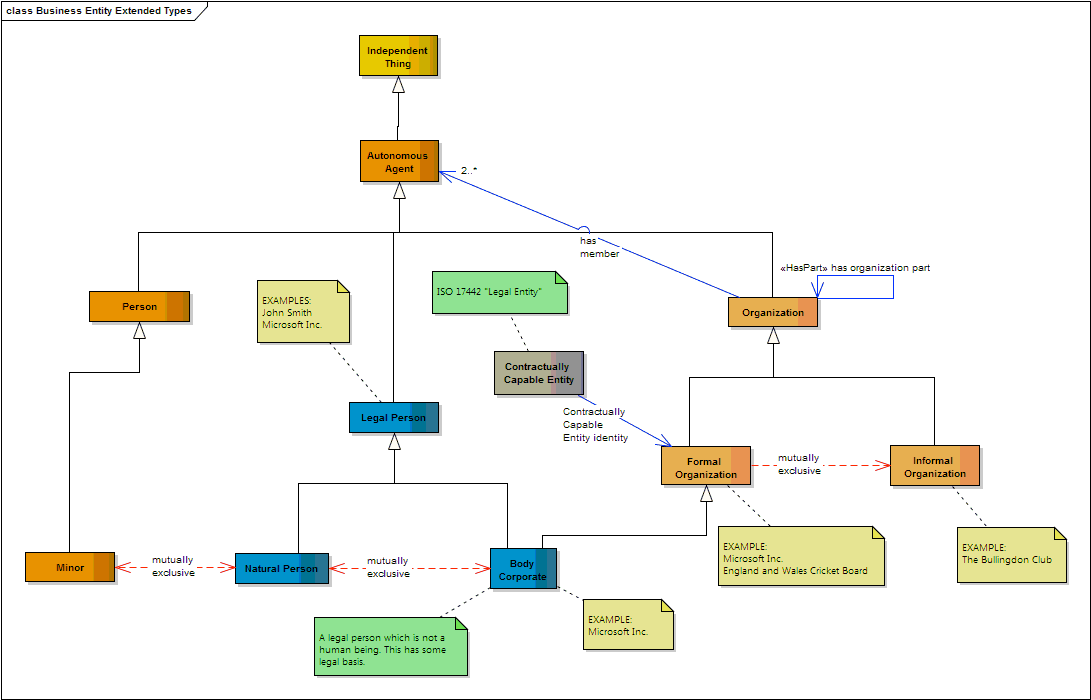 class Business Entity Extended Types
Independent
Thing
Autonomous
Agent
2..*
has
member
«HasPart» has organization part
Person
EXAMPLES:
John Smith
Microsoft Inc.
ISO 17442 "Legal Entity"
Organization
Contractually
Capable Entity
Legal Person
Contractually
Capable
Entity identity
Formal
Organization
mutually
exclusive
Informal
Organization
Minor
mutually
exclusive
Natural Person
mutually
exclusive
Body
Corporate
EXAMPLE:
Microsoft Inc.
England and Wales Cricket Board
EXAMPLE:
The Bullingdon Club
A legal person which is not a
human being. This has some
legal basis.
EXAMPLE:
Microsoft Inc.